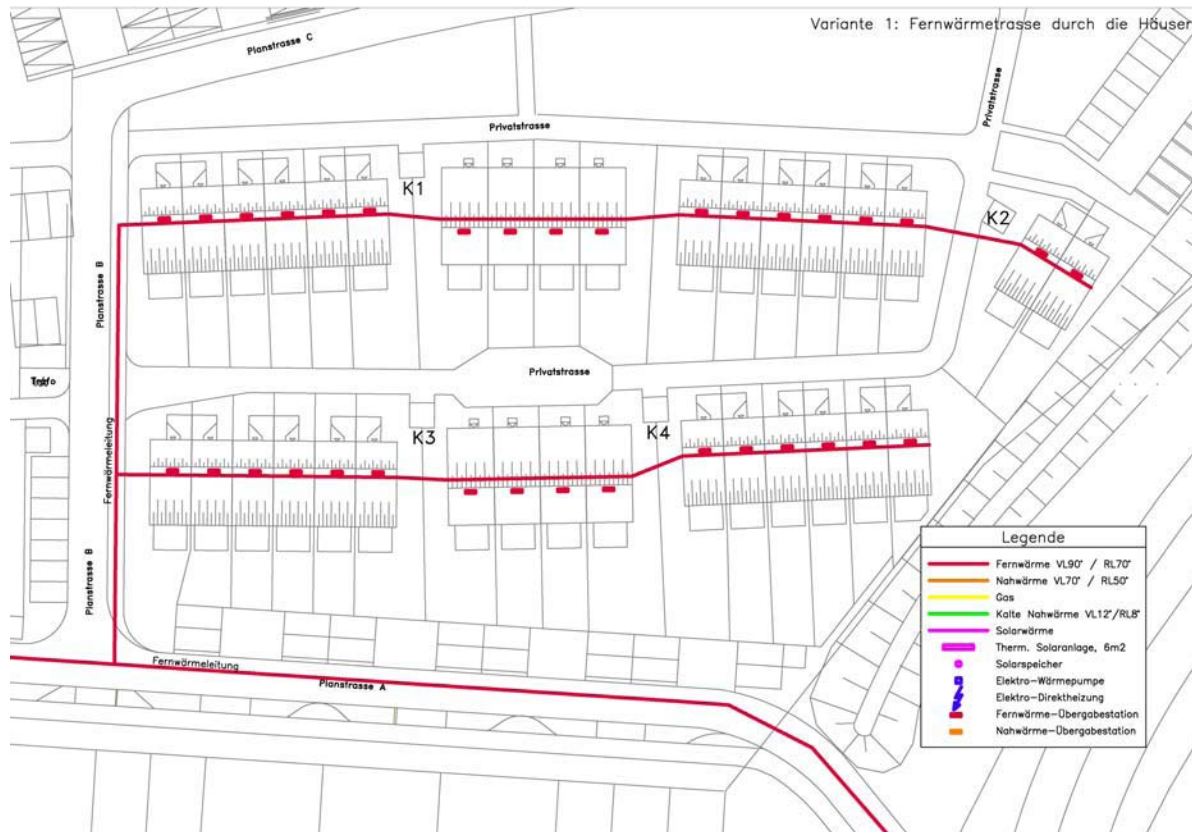 Variante 1: Fernwärmetrasse durch die Häuser
Planstrasse C
Privatstrasse
Privatstrasse
K1
K2
Planstrasse B
Privatstrasse
K3
K4
Fernwärmeleitung
Planstrasse B
Fernwärmeleitung
Planstrasse A
Legende
Fernwärme VL90° / RL70°
Nahwärme VL70° / RL50°
Gas
Kalte Nahwärme VL12°/RL8°
Solarwärme
Therm. Solaranlage, 6m2
Solarspeicher
Elektro-Wärmepumpe
Elektro-Direktheizung
Fernwärme-Übergabestation
Nahwärme-Übergabestation